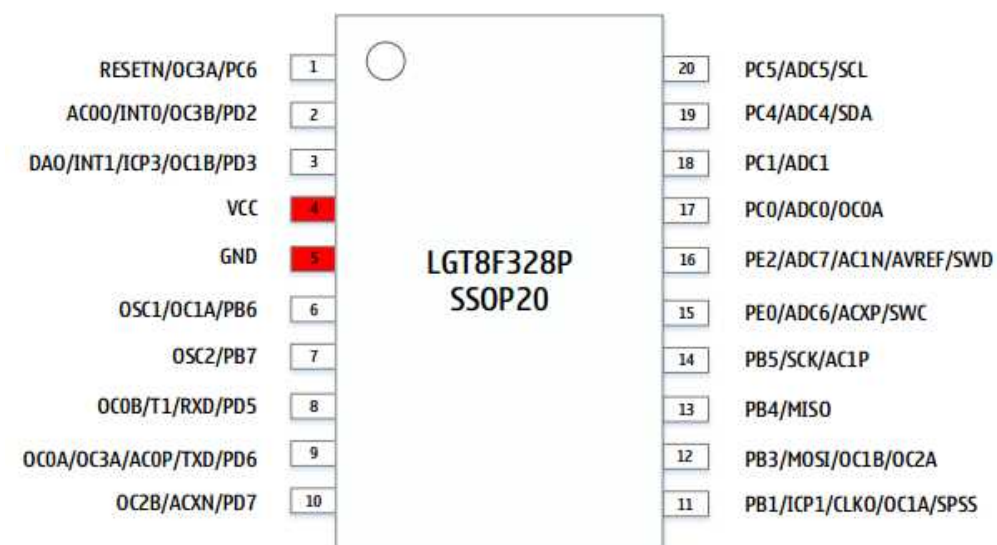 RESETN/OC3A/PC6 1 20 PC5/ADC5/SCL
AC0O/INT0/OC3B/PD2 2 19 PC4/ADC4/SDA
DAO/INT1/ICP3/OC1B/PD3 3 18 PC1/ADC1
VCC 4 17 PC0/ADC0/OC0A
GND 5 16 PE2/ADC7/AC1N/AVREF/SWD
LGT8F328P
SSOP20
OSC1/OC1A/PB6 6 15 PE0/ADC6/ACXP/SWC
OSC2/PB7 7 14 PB5/SCK/AC1P
OC0B/T1/RXD/PD5 8 13 PB4/MISO
OC0A/OC3A/AC0P/TXD/PD6 9 12 PB3/MOSI/OC1B/OC2A
OC2B/ACXN/PD7 10 11 PB1/ICP1/CLKO/OC1A/SPSS